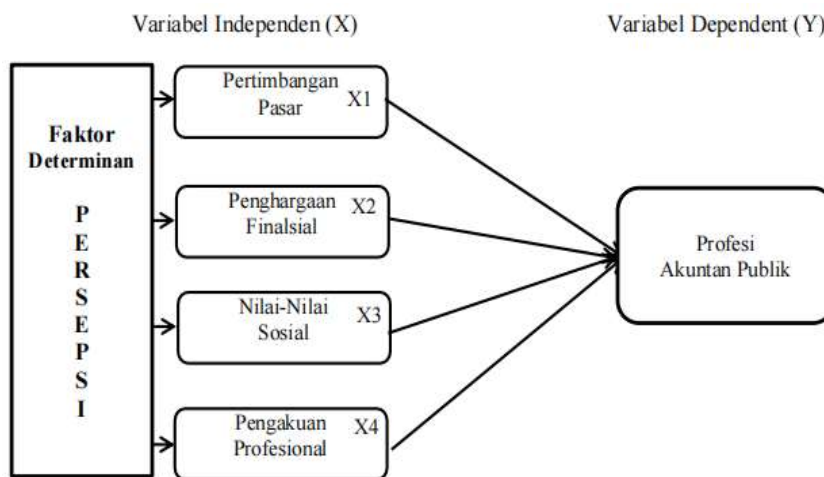 Variabel Independen (X)
Variabel Dependent (Y)
Faktor
Determinan
P
E
R
S
E
P
S
I
Pertimbangan
Pasar X1
Penghargaan X2
Finalsial
Nilai-Nilai X3
Sosial
Pengakuan X4
Profesional
Profesi
Akuntan Publik